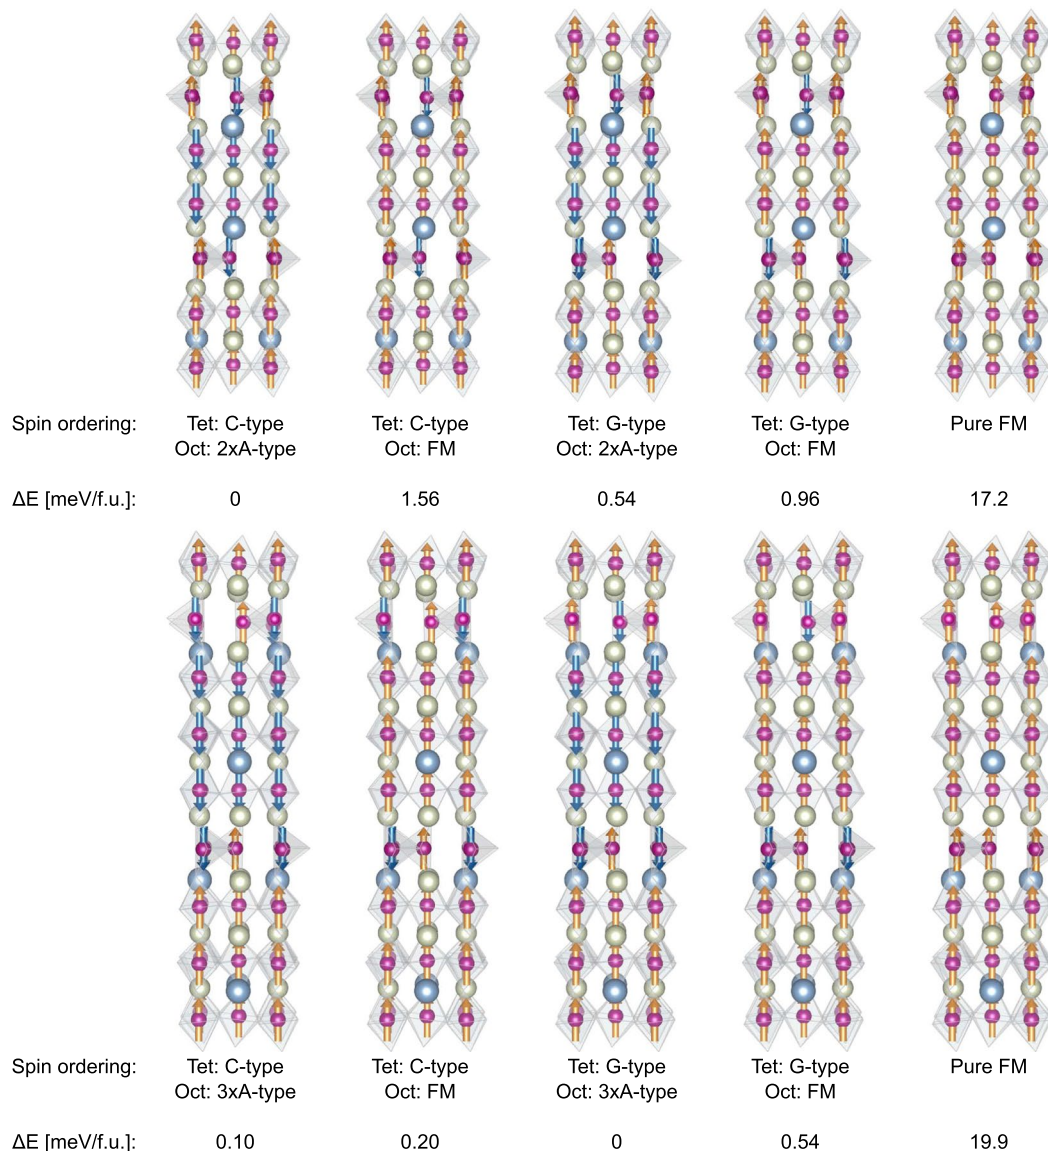 Spin ordering: Tet: C-type Tet: C-type Tet: G-type Tet: G-type Pure FM
Oct: 2xA-type Oct: FM Oct: 2xA-type Oct: FM
ΔE [meV/f.u.]: 0 1.56 0.54 0.96 17.2
Spin ordering: Tet: C-type Tet: C-type Tet: G-type Tet: G-type Pure FM
Oct: 3xA-type Oct: FM Oct: 3xA-type Oct: FM
ΔE [meV/f.u.]: 0.10 0.20 0 0.54 19.9